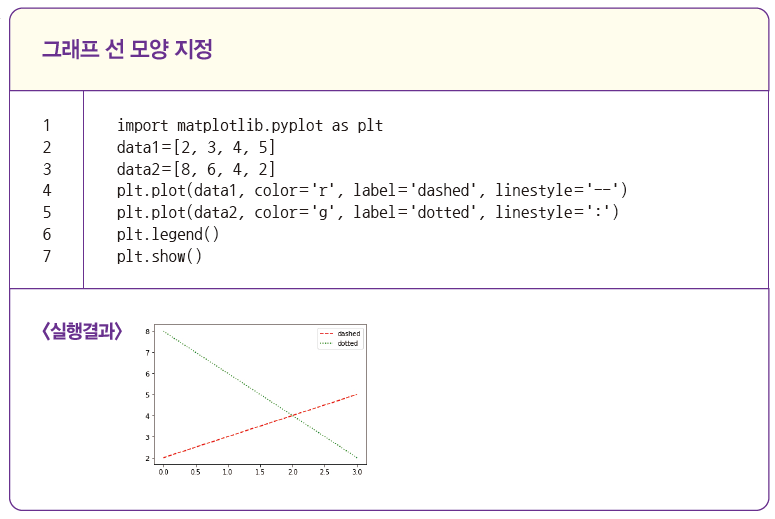 그래프 선 모양 지정
1 import matplotlib.pyplot as plt
2 data1=[2, 3, 4, 5]
3 data2=[8, 6, 4, 2]
4 plt.plot(data1, color='r', label='dashed', linestyle='--')
5 plt.plot(data2, color='g', label='dotted', linestyle=':')
6 plt.legend()
7 plt.show()
<실행결과>
dashed
dotted
8
7
6
5
4
3
2
0.0 0.5 1.0 1.5 2.0 2.5 3.0